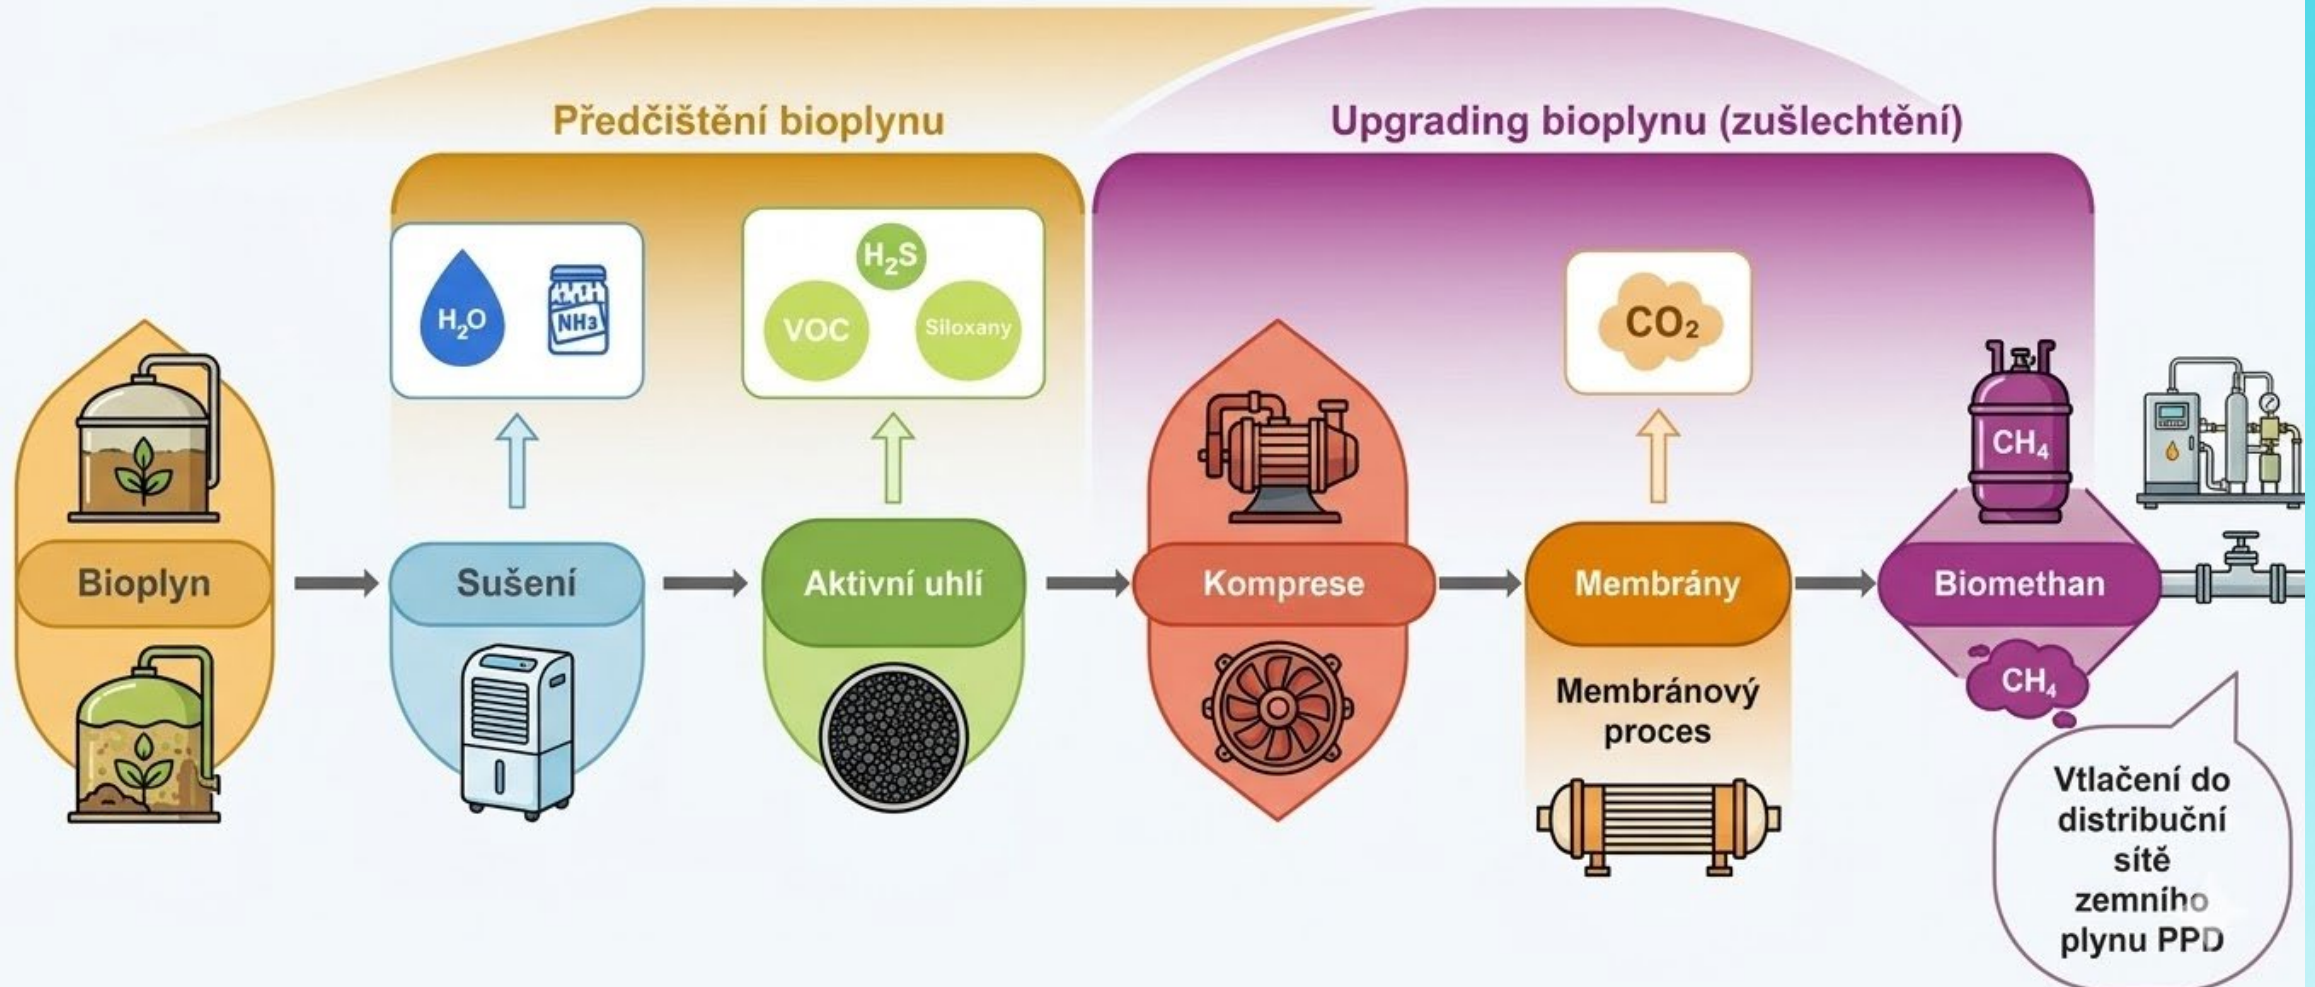 Předčištění bioplynu
Upgrading bioplynu (zušlechtění)
H₂O
NH₃
H₂S
VOC
Siloxany
CO₂
CH₄
Bioplyn
Sušení
Aktivní uhlí
Komprese
Membrány
Biomethan
Membránový
proces
CH₄
Vtlačení do
distribuční
sítě
zemního
plynu PPD